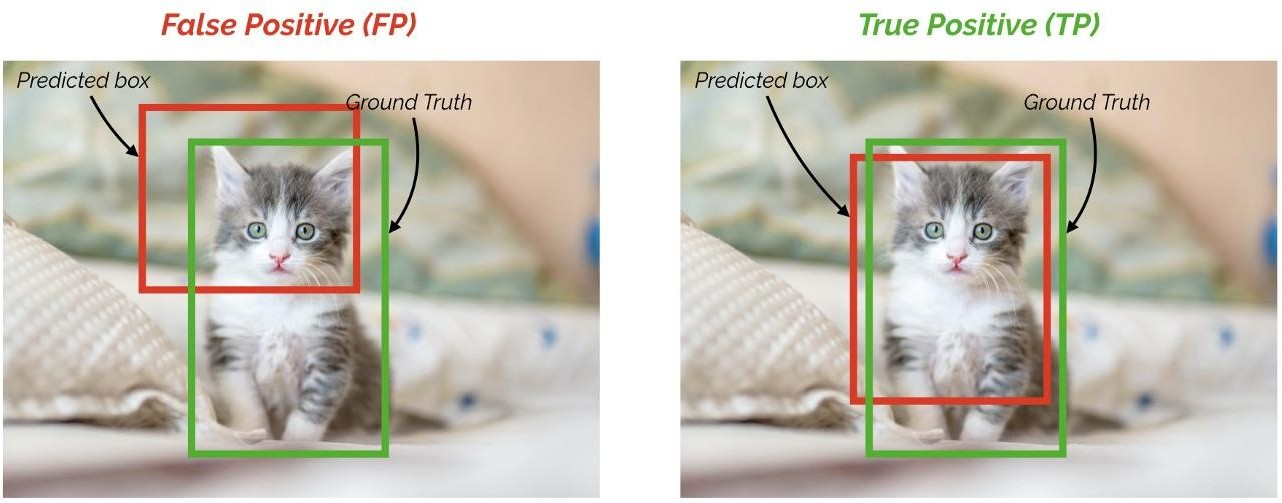 False Positive (FP)
True Positive (TP)
Predicted box
Ground Truth
Predicted box
Ground Truth